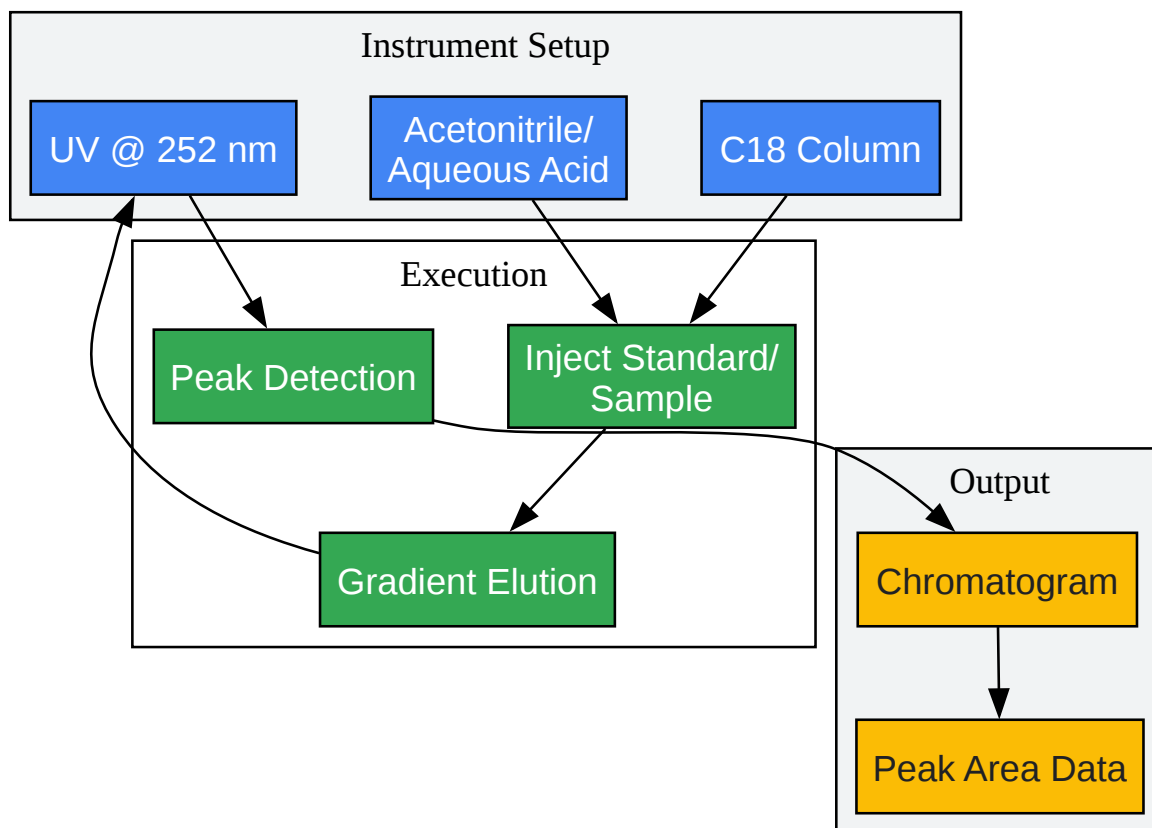 Instrument Setup
UV @ 252 nm
Acetonitrile/
Aqueous Acid
C18 Column
Execution
Peak Detection
Inject Standard/
Sample
Gradient Elution
Output
Chromatogram
Peak Area Data